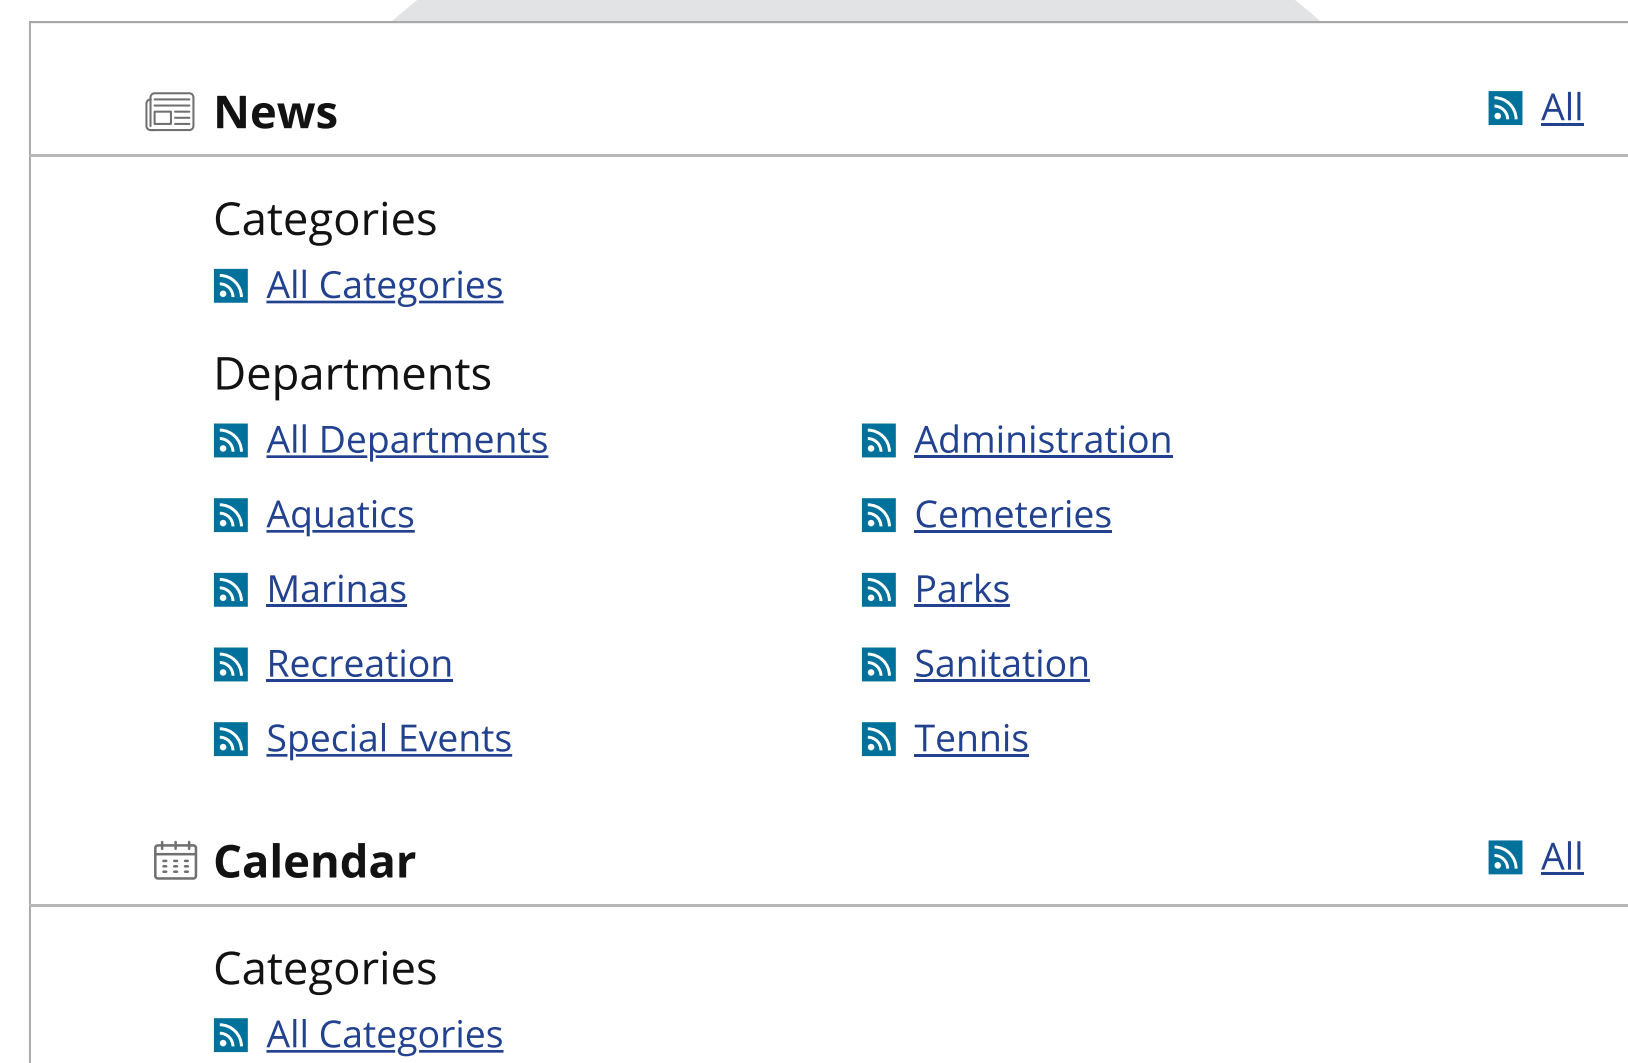 News
All
Categories
All Categories
Departments
All Departments
Administration
Aquatics
Cemeteries
Marinas
Parks
Recreation
Sanitation
Special Events
Tennis
Calendar
All
Categories
All Categories